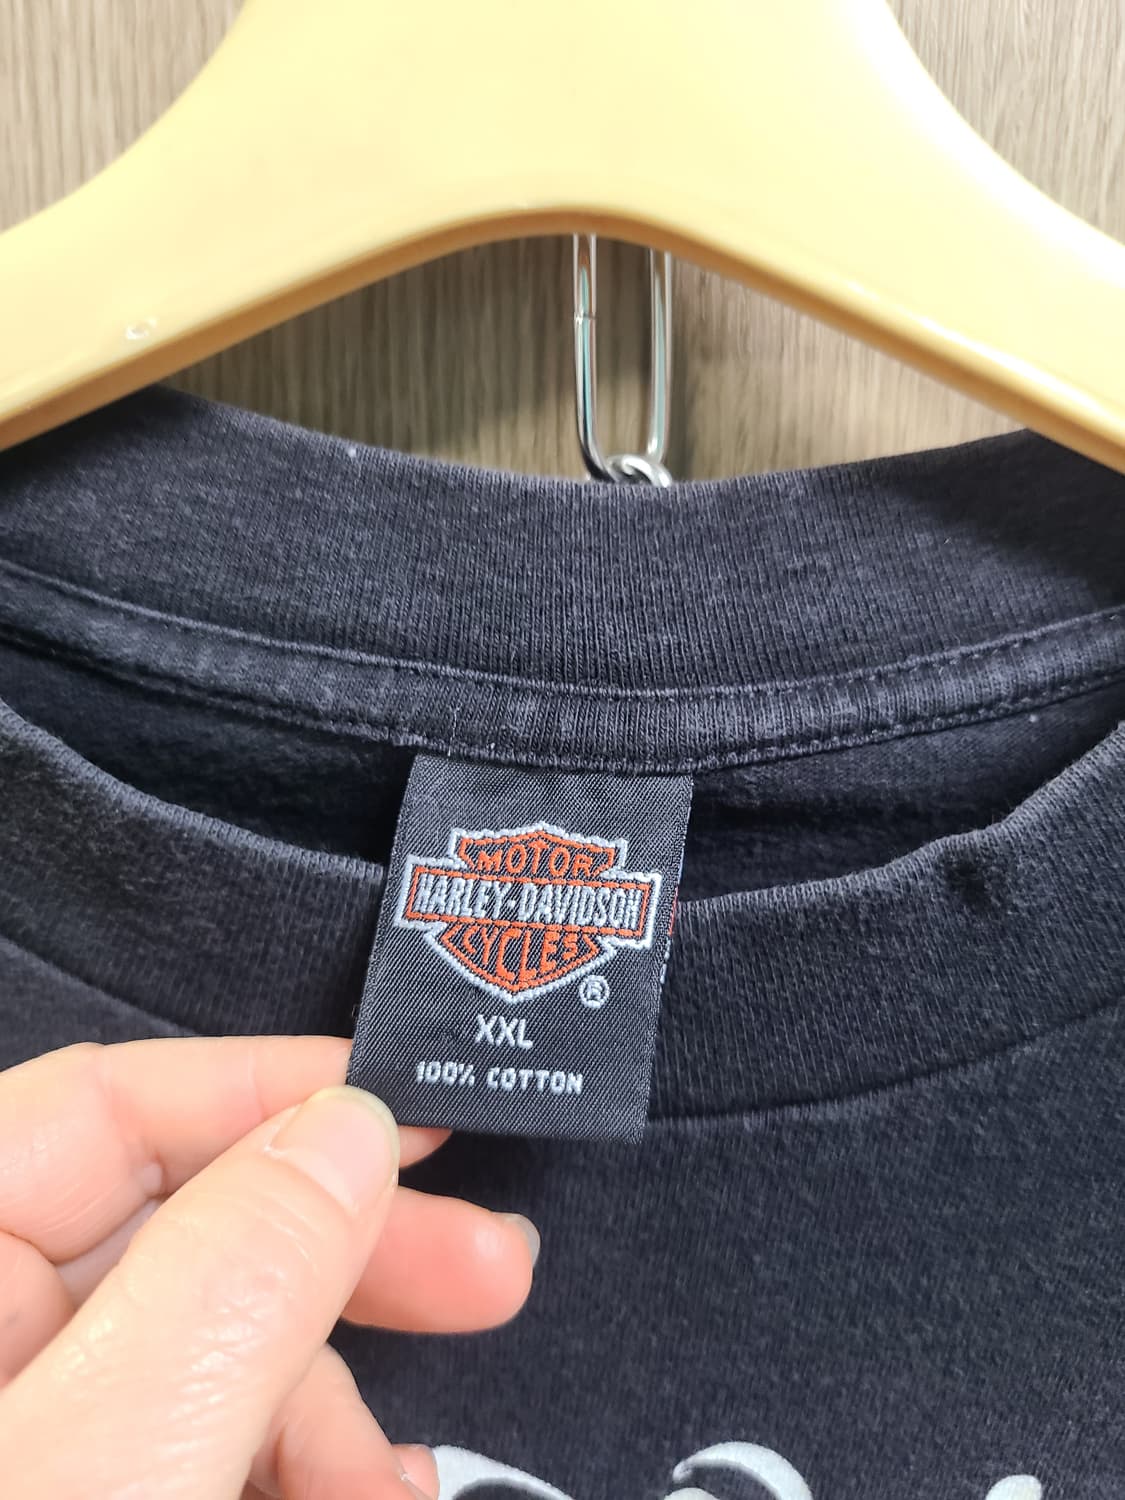 MOTOR
HARLEY-DAVIDSON
CYCLES
®
XXL
100% COTTON